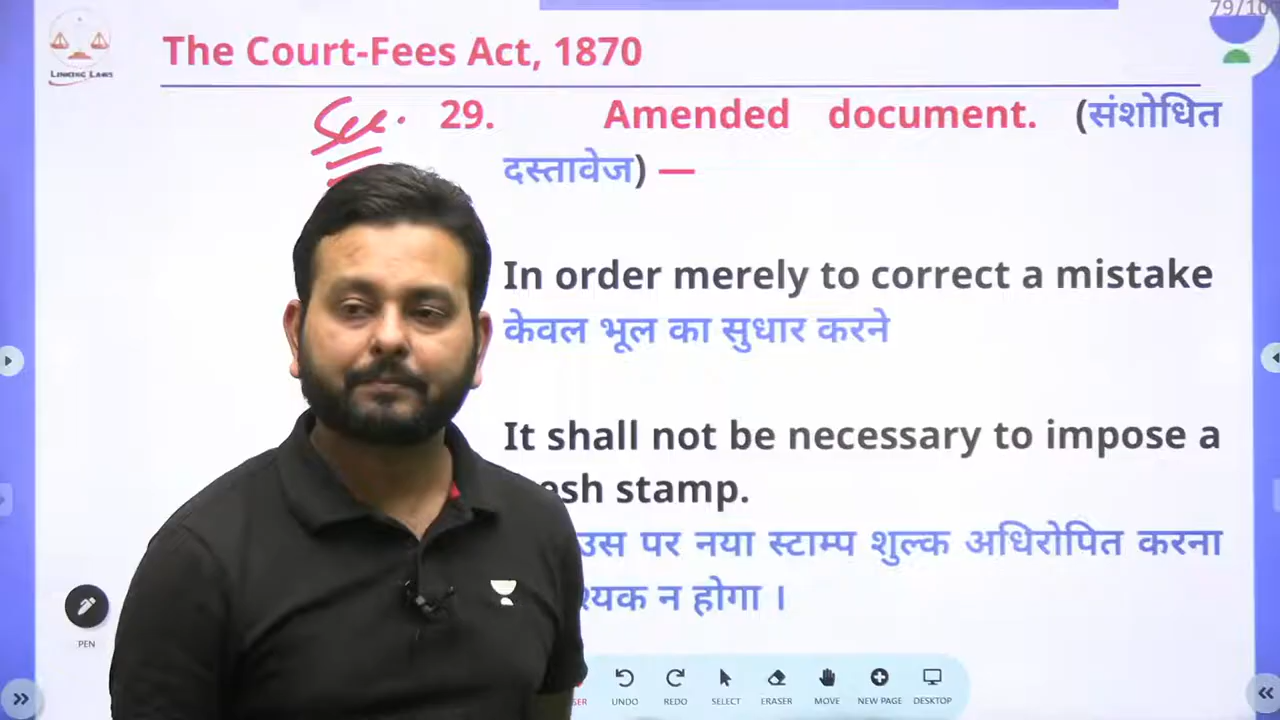 79/10
The Court-Fees Act, 1870
LINKING LAWS
Sec. 29. Amended document. (संशोधित
दस्तावेज) —
In order merely to correct a mistake
केवल भूल का सुधार करने
It shall not be necessary to impose a
stamp.
उस पर नया स्टाम्प शुल्क अधिरोपित करना
न होगा ।
PEN
UNDO
REDO
SELECT
ERASER
MOVE
NEW PAGE
DESKTOP